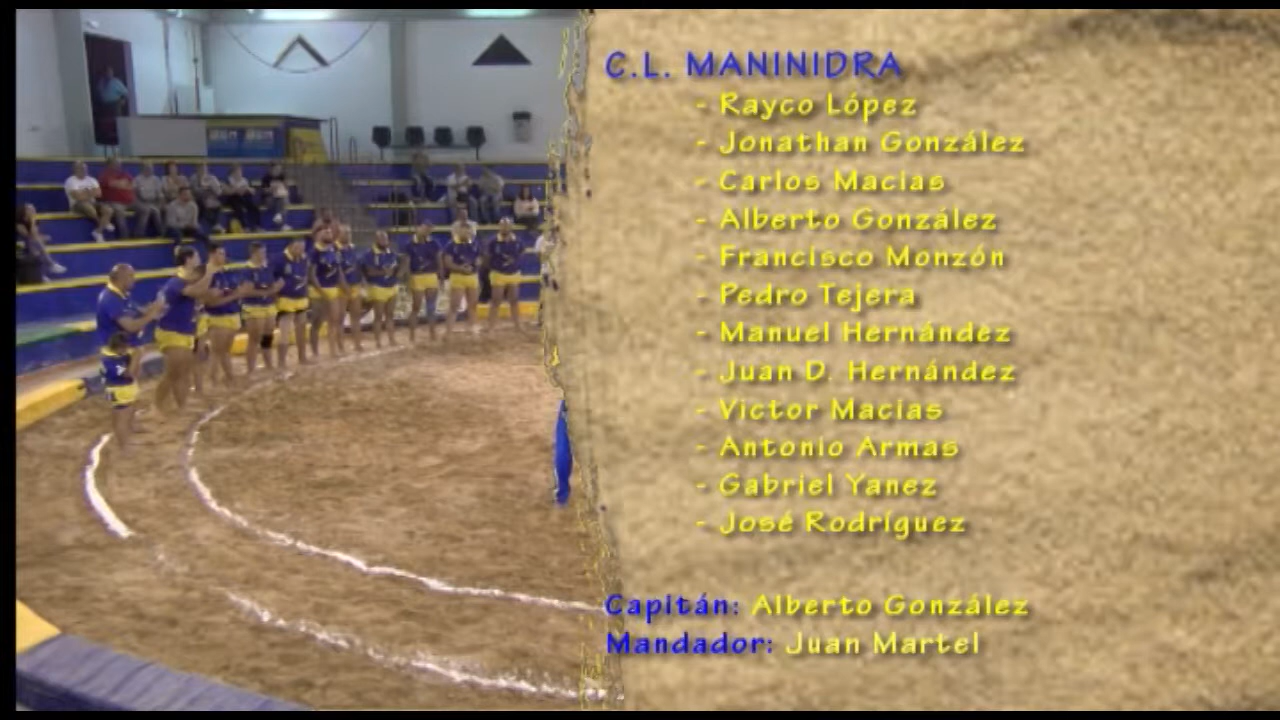 C.L. MANINIDRA
- Rayco López
- Jonathan González
- Carlos Macias
- Alberto González
- Francisco Monzón
- Pedro Tejera
- Manuel Hernández
- Juan D. Hernández
- Victor Macias
- Antonio Armas
- Gabriel Yanez
- José Rodríguez
Capitán: Alberto González
Mandador: Juan Martel